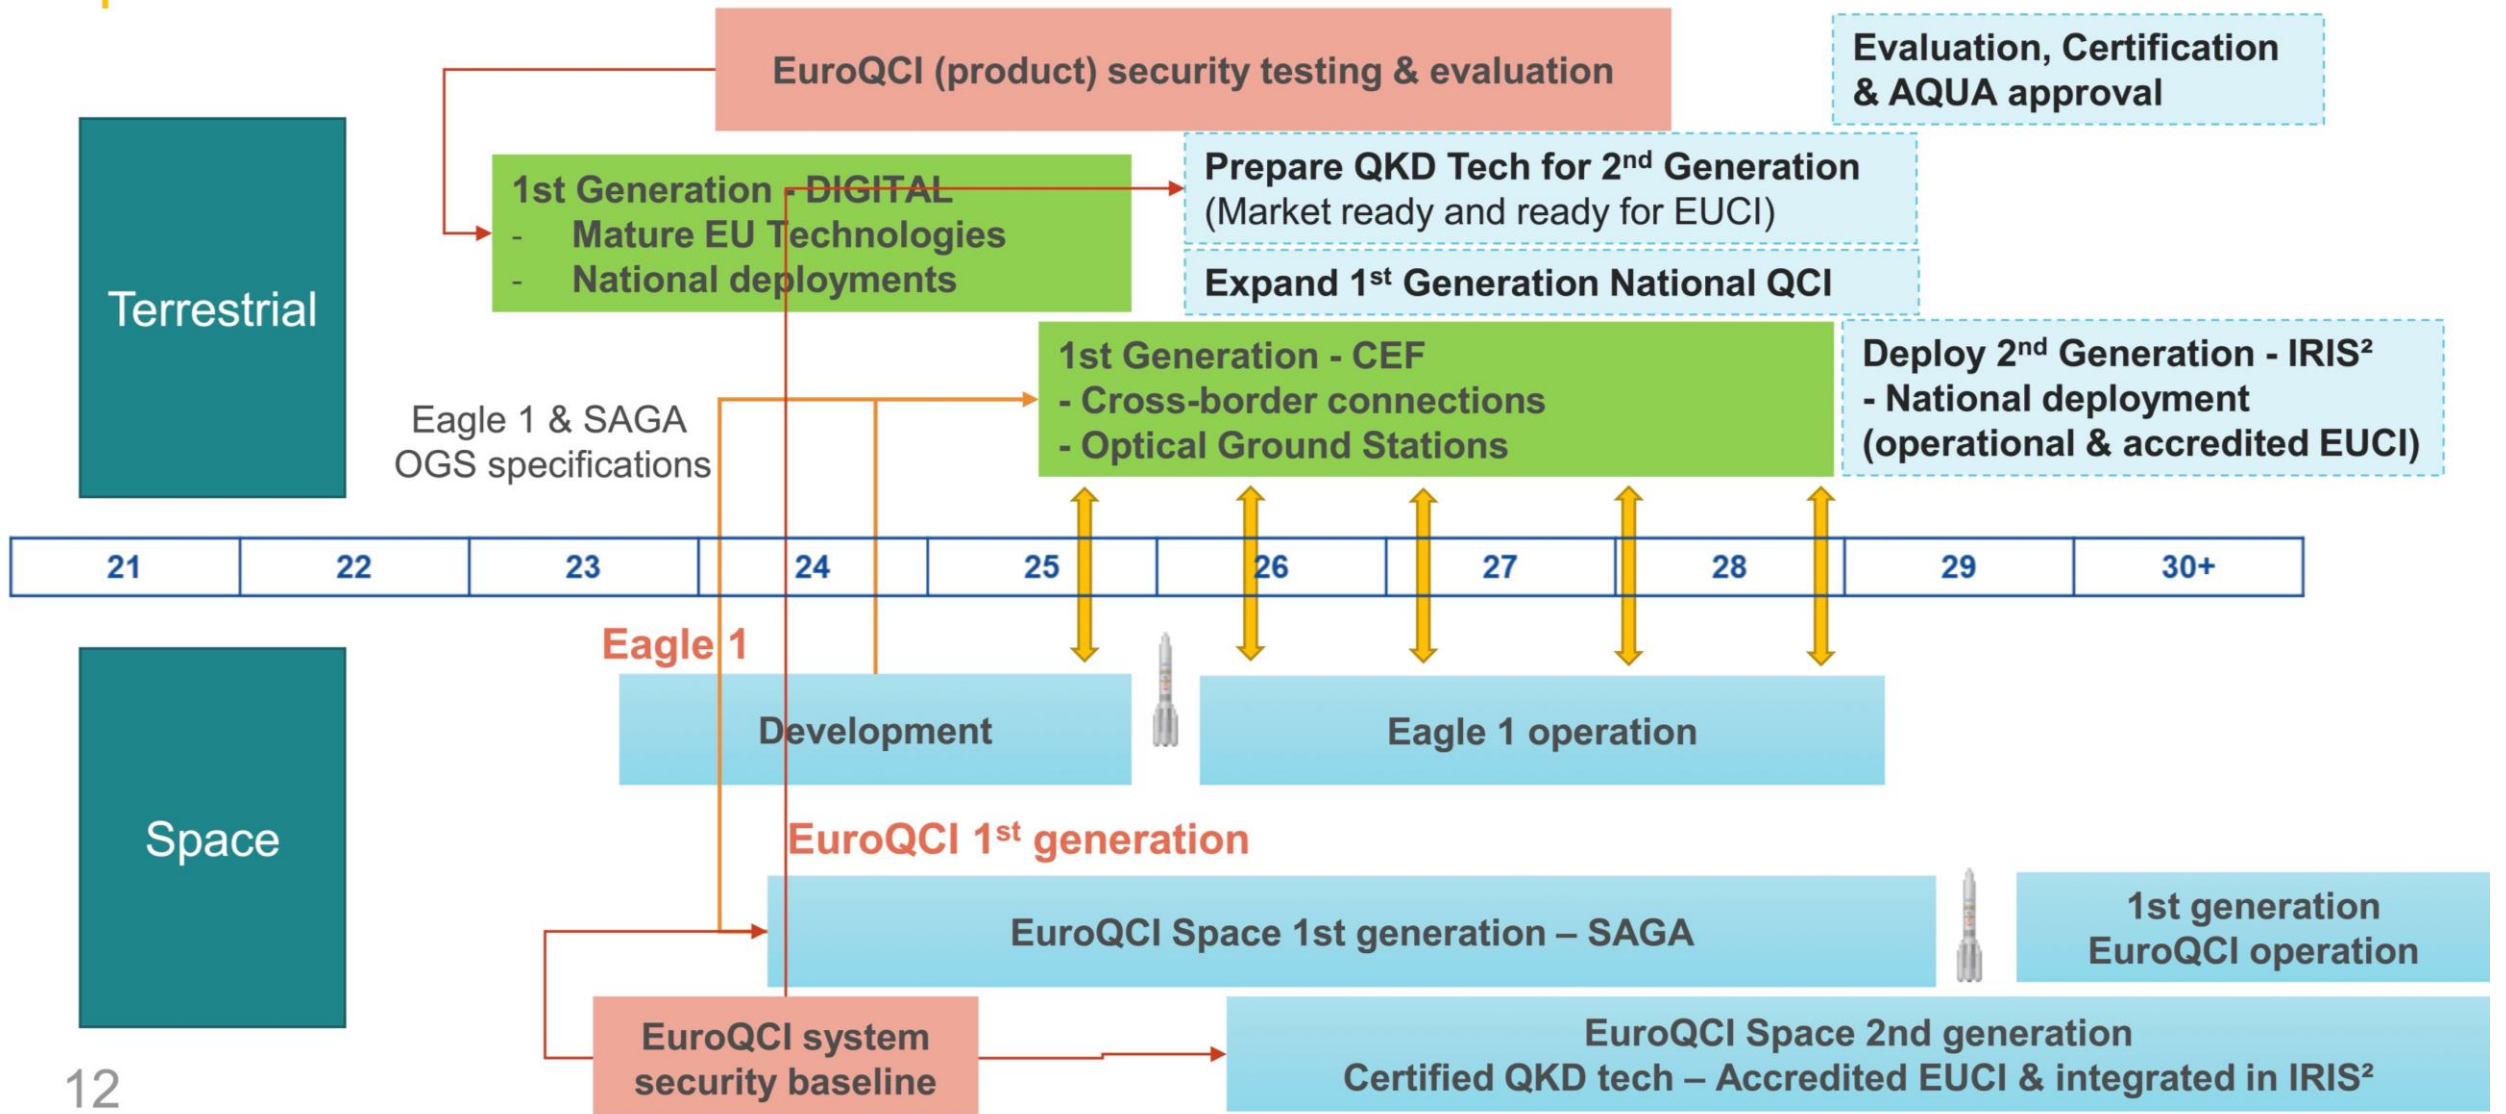 EuroQCI (product) security testing & evaluation
Evaluation, Certification
& AQUA approval
Terrestrial
1st Generation - DIGITAL
- Mature EU Technologies
- National deployments
Prepare QKD Tech for 2nd Generation
(Market ready and ready for EUCI)
Expand 1st Generation National QCI
1st Generation - CEF
- Cross-border connections
- Optical Ground Stations
Deploy 2nd Generation - IRIS²
- National deployment
(operational & accredited EUCI)
Eagle 1 & SAGA
OGS specifications
21 22 23 24 25 26 27 28 29 30+
Space
Eagle 1
Development
Eagle 1 operation
EuroQCI 1st generation
EuroQCI Space 1st generation – SAGA
1st generation
EuroQCI operation
EuroQCI system
security baseline
EuroQCI Space 2nd generation
Certified QKD tech – Accredited EUCI & integrated in IRIS²
12